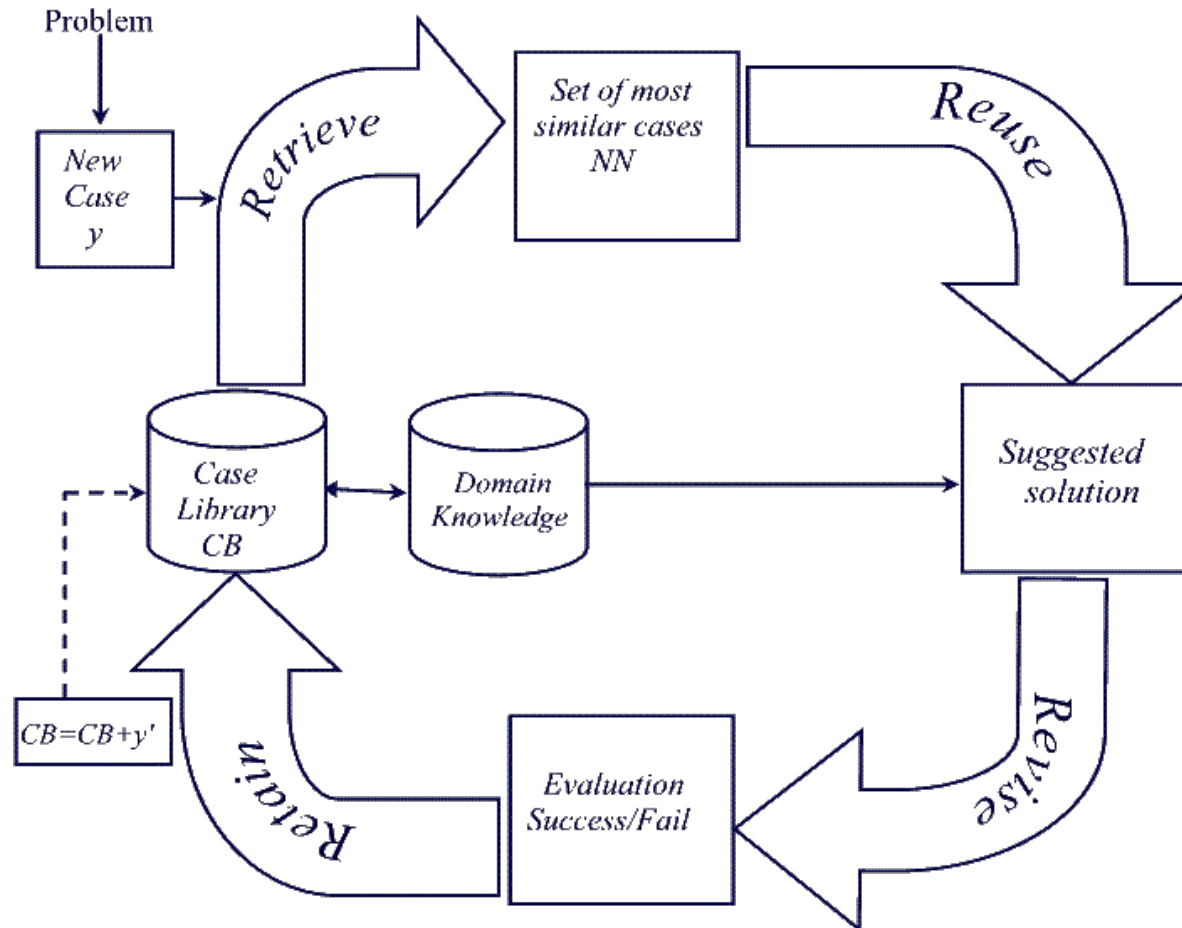 Problem
New
Case
y
Retrieve
Set of most
similar cases
NN
Reuse
Case
Library
CB
Domain
Knowledge
Suggested
solution
CB=CB+y'
Retain
Evaluation
Success/Fail
Revise